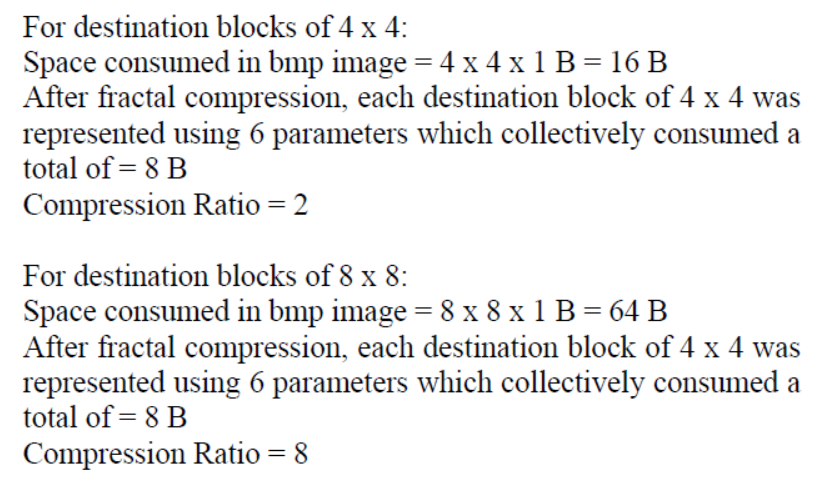 For destination blocks of 4 x 4:
Space consumed in bmp image = 4 x 4 x 1 B = 16 B
After fractal compression, each destination block of 4 x 4 was
represented using 6 parameters which collectively consumed a
total of = 8 B
Compression Ratio = 2
For destination blocks of 8 x 8:
Space consumed in bmp image = 8 x 8 x 1 B = 64 B
After fractal compression, each destination block of 4 x 4 was
represented using 6 parameters which collectively consumed a
total of = 8 B
Compression Ratio = 8